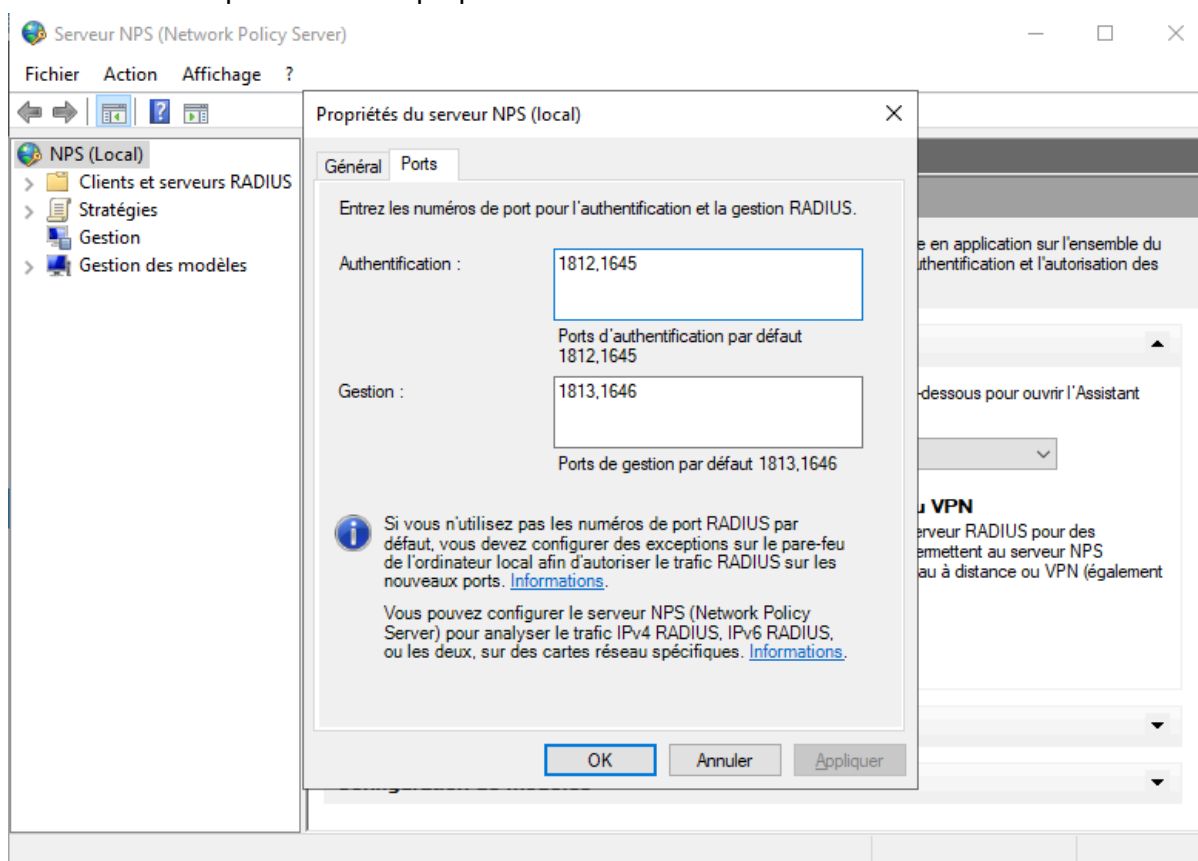 Serveur NPS (Network Policy Server)
Fichier Action Affichage ?
NPS (Local)
Clients et serveurs RADIUS
Stratégies
Gestion
Gestion des modèles
Propriétés du serveur NPS (local)
Général Ports
Entrez les numéros de port pour l'authentification et la gestion RADIUS.
Authentification :
1812,1645
Ports d'authentification par défaut
1812,1645
Gestion :
1813,1646
Ports de gestion par défaut 1813,1646
Si vous n'utilisez pas les numéros de port RADIUS par
défaut, vous devez configurer des exceptions sur le pare-feu
de l'ordinateur local afin d'autoriser le trafic RADIUS sur les
nouveaux ports. Informations.
Vous pouvez configurer le serveur NPS (Network Policy
Server) pour analyser le trafic IPv4 RADIUS, IPv6 RADIUS,
ou les deux, sur des cartes réseau spécifiques. Informations.
OK Annuler Appliquer
e en application sur l'ensemble du
uthentification et l'autorisation des
-dessous pour ouvrir l'Assistant
u VPN
erveur RADIUS pour des
emettent au serveur NPS
au à distance ou VPN (également